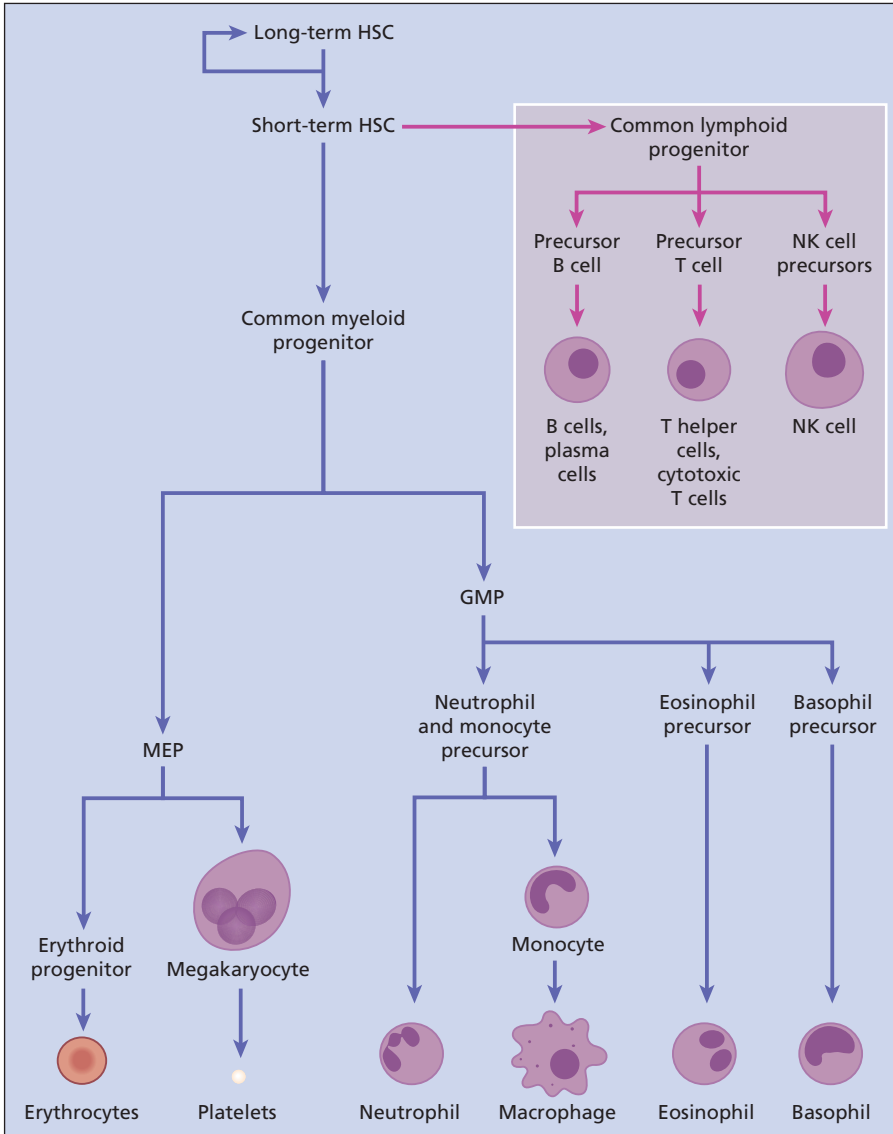 Long-term HSC
Short-term HSC
Common lymphoid
progenitor
Precursor
B cell
Precursor
T cell
NK cell
precursors
B cells,
plasma
cells
T helper
cells,
cytotoxic
T cells
NK cell
Common myeloid
progenitor
GMP
MEP
Neutrophil
and monocyte
precursor
Eosinophil
precursor
Basophil
precursor
Erythroid
progenitor
Megakaryocyte
Monocyte
Erythrocytes
Platelets
Neutrophil
Macrophage
Eosinophil
Basophil